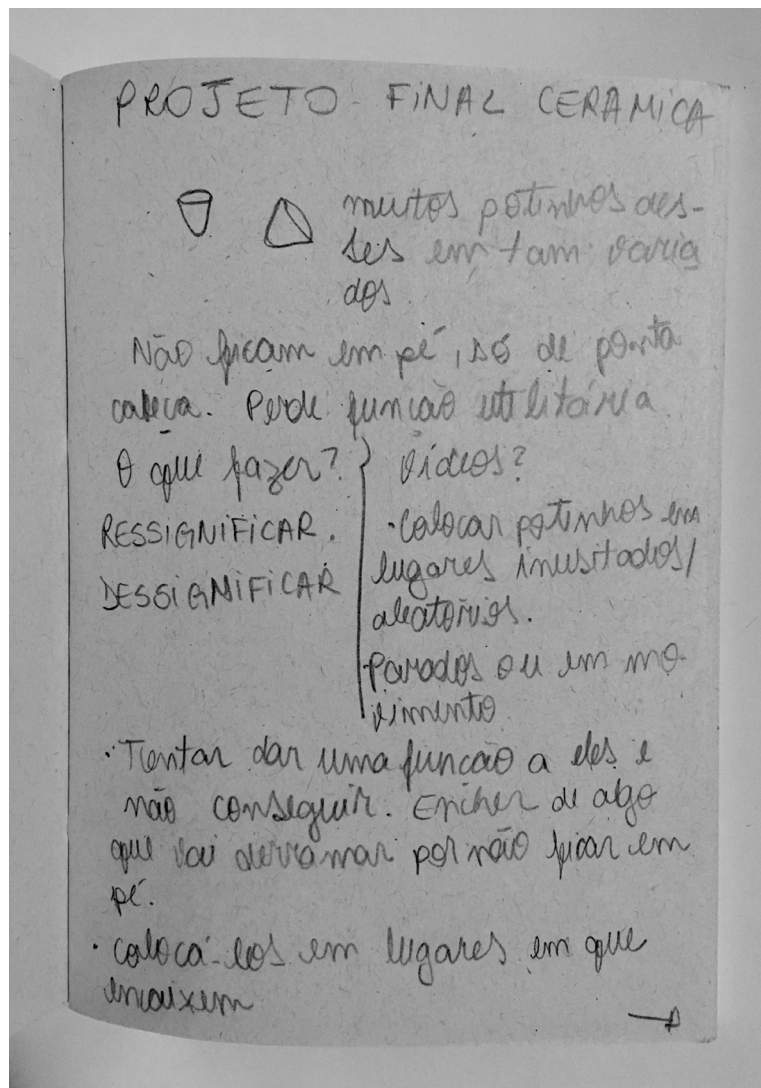 PROJETO FINAL CERAMICA
muitos potinhos des-
ses em tam. varia
dos.
Não ficam em pé, só de ponta
cabeca. Perde funcão utilitária.
O que fazer?
RESSIGNIFICAR.
DESSIGNIFICAR
Vídeos?
· Colocar potinhos em
lugares inusitados/
aleatórios.
Parados ou em mo-
vimento.
· Tentar dar uma funcão a eles e
não conseguir. Encher de algo
que vai derramar por não ficar em
pé.
· colocá-los em lugares em que
encaixem